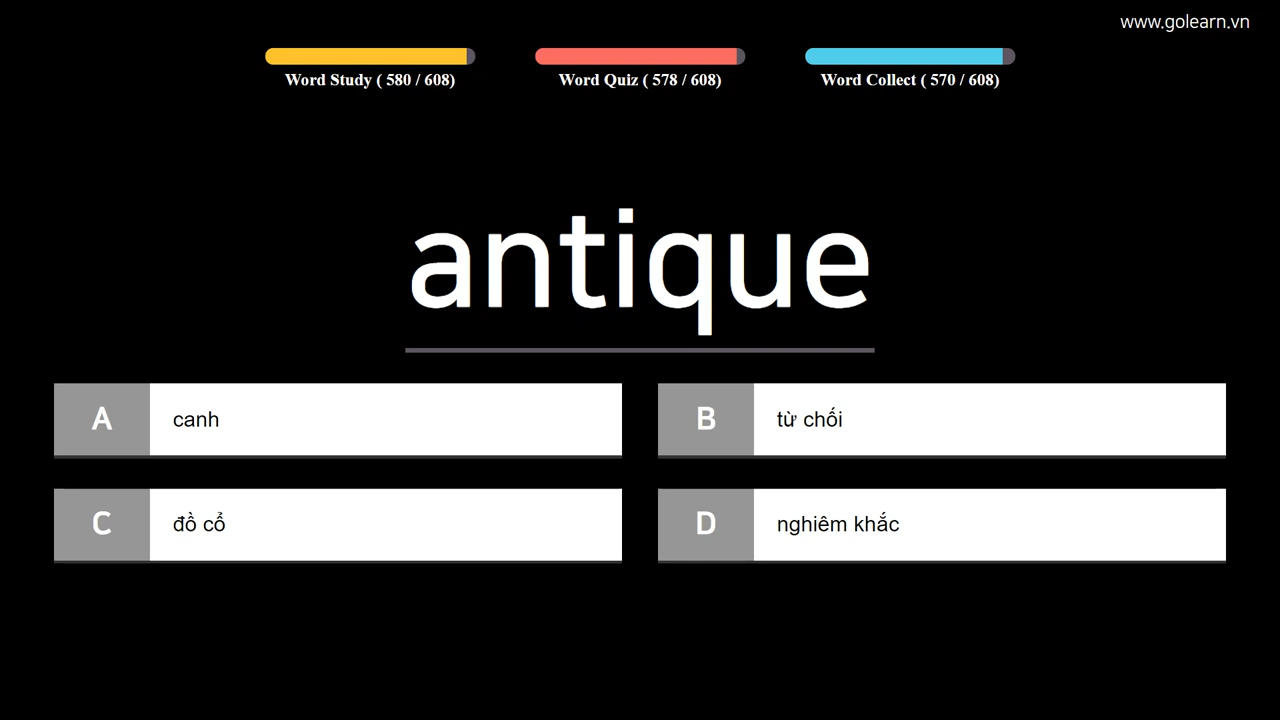 www.golearn.vn
Word Study ( 580 / 608)
Word Quiz ( 578 / 608)
Word Collect ( 570 / 608)
antique
A canh
B từ chối
C đồ cổ
D nghiêm khắc